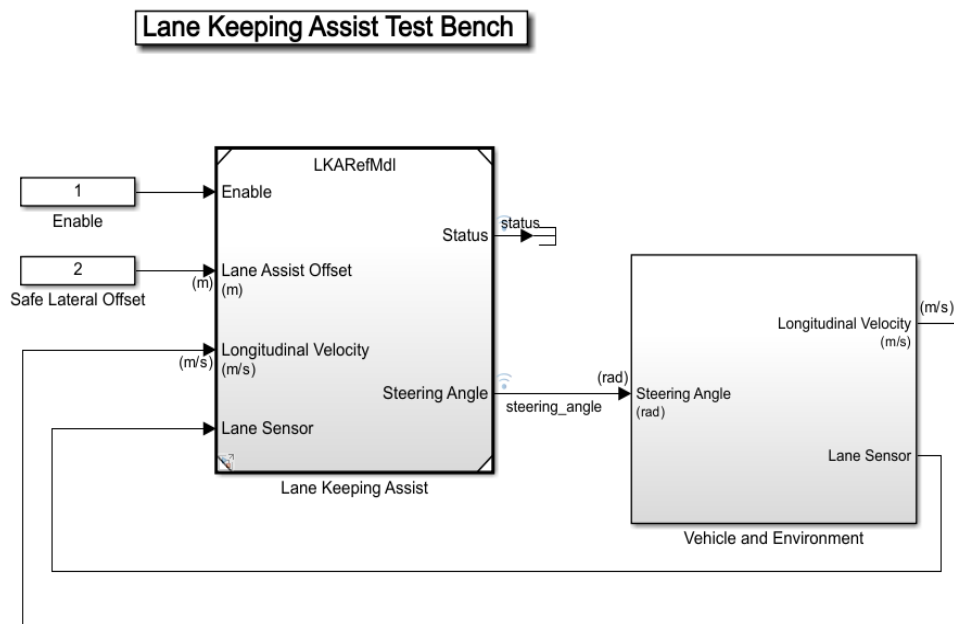 Lane Keeping Assist Test Bench
LKARefMdl
1
Enable
Enable
status
Status
2
Safe Lateral Offset
(m)
Lane Assist Offset
(m)
(m/s)
Longitudinal Velocity
(m/s)
Steering Angle
steering_angle
Lane Sensor
Lane Keeping Assist
(rad)
Steering Angle
(rad)
Longitudinal Velocity
(m/s)
(m/s)
Lane Sensor
Vehicle and Environment